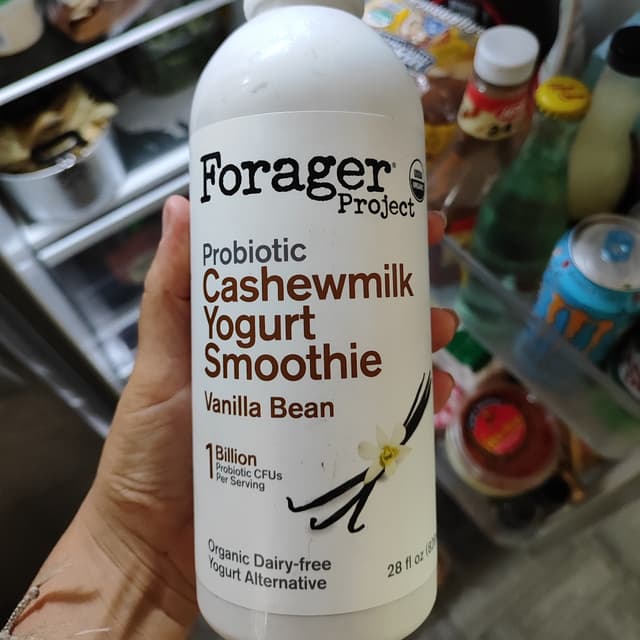 Forager
Project
Probiotic
Cashewmilk
Yogurt
Smoothie
Vanilla Bean
1 Billion
Probiotic CFUs
Per Serving
Organic Dairy-free
Yogurt Alternative
28 fl oz